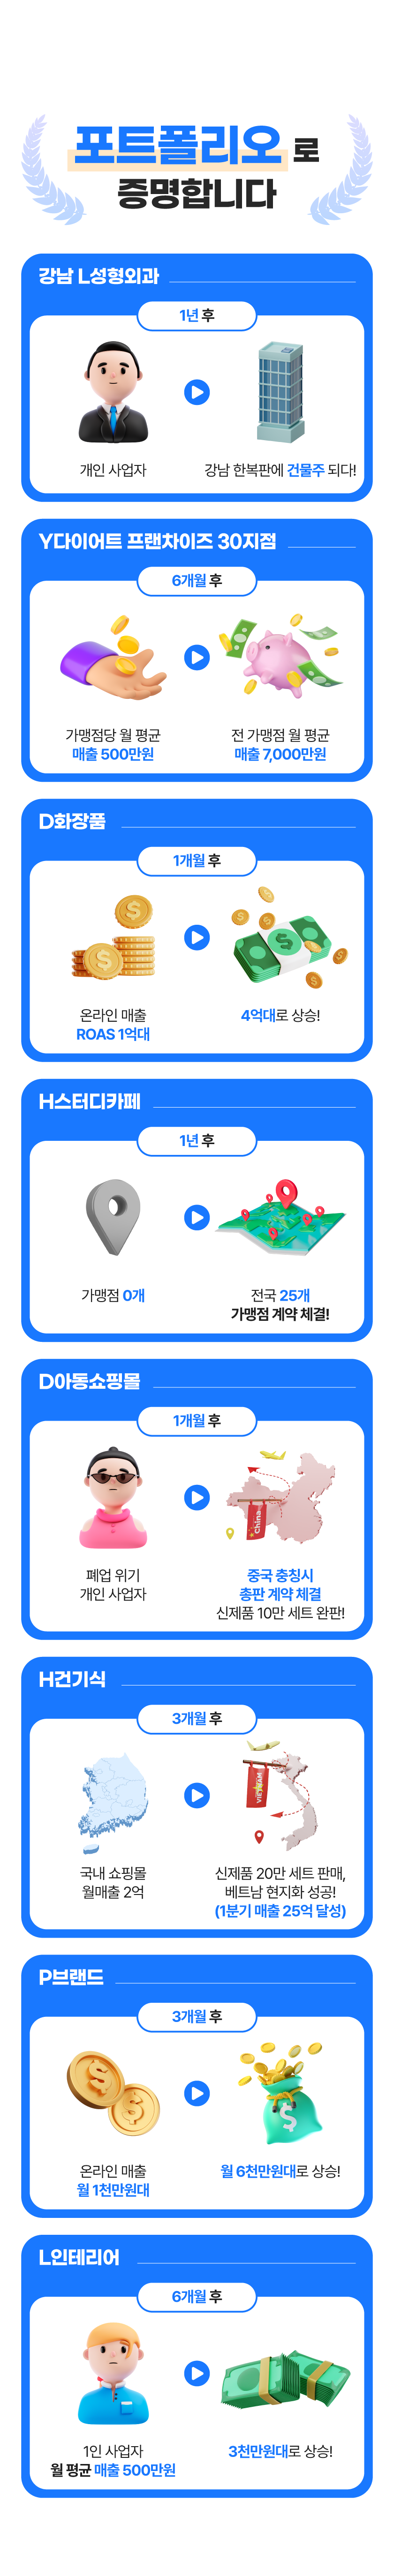 포트폴리오 로
증명합니다
강남 L성형외과
1년 후
개인 사업자
강남 한복판에 건물주 되다!
Y다이어트 프랜차이즈 30지점
6개월 후
가맹점당 월 평균
매출 500만원
전 가맹점 월 평균
매출 7,000만원
D화장품
1개월 후
온라인 매출
ROAS 1억대
4억대로 상승!
H스터디카페
1년 후
가맹점 0개
전국 25개
가맹점 계약 체결!
D아동쇼핑몰
1개월 후
China
폐업 위기
개인 사업자
중국 충칭시
총판 계약 체결
신제품 10만 세트 완판!
H건기식
3개월 후
VIETNAM
국내 쇼핑몰
월매출 2억
신제품 20만 세트 판매,
베트남 현지화 성공!
(1분기 매출 25억 달성)
P브랜드
3개월 후
온라인 매출
월 1천만원대
월 6천만원대로 상승!
L인테리어
6개월 후
1인 사업자
월 평균 매출 500만원
3천만원대로 상승!